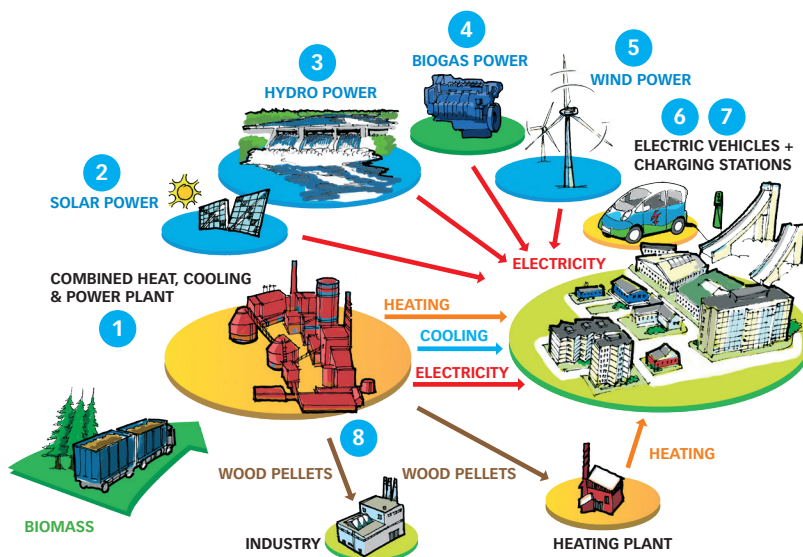 4
BIOGAS POWER
5
WIND POWER
3
HYDRO POWER
6 7
ELECTRIC VEHICLES +
CHARGING STATIONS
2
SOLAR POWER
ELECTRICITY
COMBINED HEAT, COOLING
& POWER PLANT
1
HEATING
COOLING
ELECTRICITY
8
WOOD PELLETS
WOOD PELLETS
HEATING
BIOMASS
INDUSTRY
HEATING PLANT